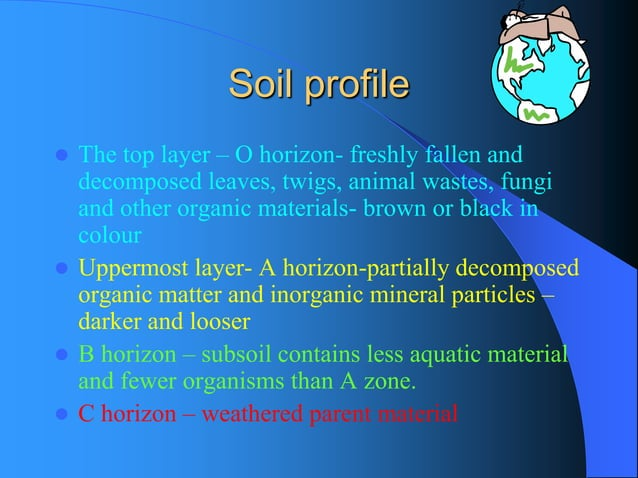 Soil profile
The top layer – O horizon- freshly fallen and
decomposed leaves, twigs, animal wastes, fungi
and other organic materials- brown or black in
colour
Uppermost layer- A horizon-partially decomposed
organic matter and inorganic mineral particles –
darker and looser
B horizon – subsoil contains less aquatic material
and fewer organisms than A zone.
C horizon – weathered parent material